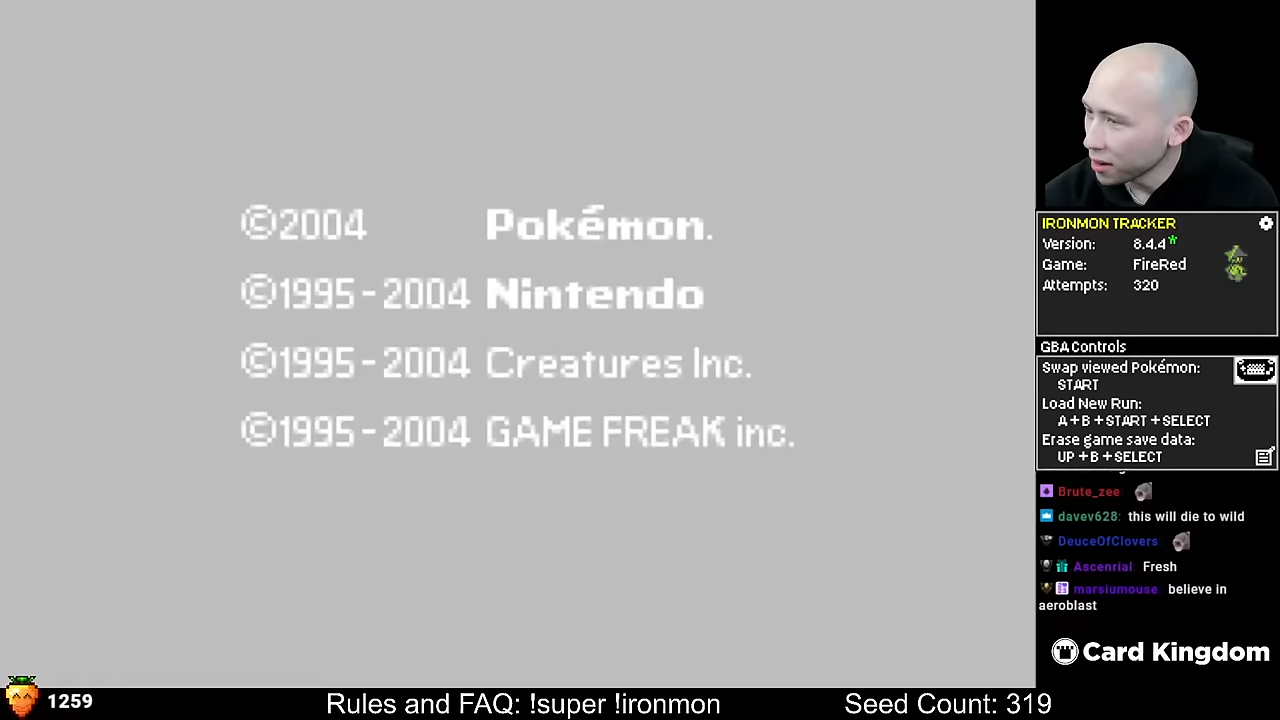 ©2004 Pokémon.
©1995-2004 Nintendo
©1995-2004 Creatures Inc.
©1995-2004 GAME FREAK inc.
IRONMON TRACKER
Version: 8.4.4*
Game: FireRed
Attempts: 320
GBA Controls
Swap viewed Pokémon:
START
Load New Run:
A+B+START+SELECT
Erase game save data:
UP+B+SELECT
Brute_zee:
davev628: this will die to wild
DeuceOfClovers
Ascenrial Fresh
marsiumouse believe in
aeroblast
Card Kingdom
1259
Rules and FAQ: !super !ironmon
Seed Count: 319